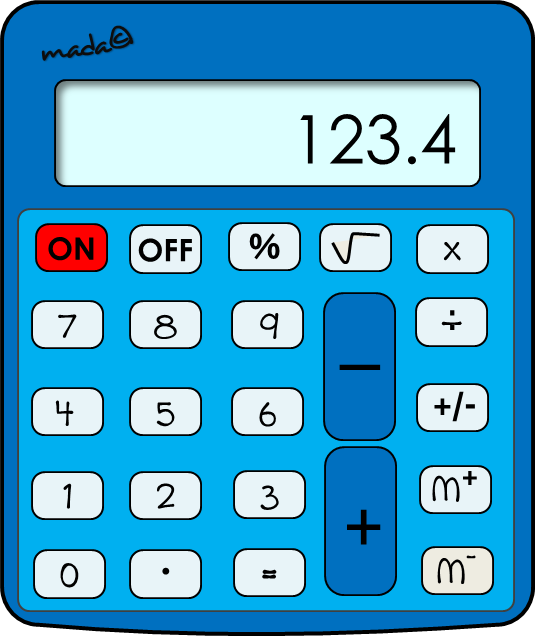 mada©
123.4
ON OFF % √ x
7 8 9 − ÷
4 5 6 +/-
1 2 3 + M+
0 . = M-